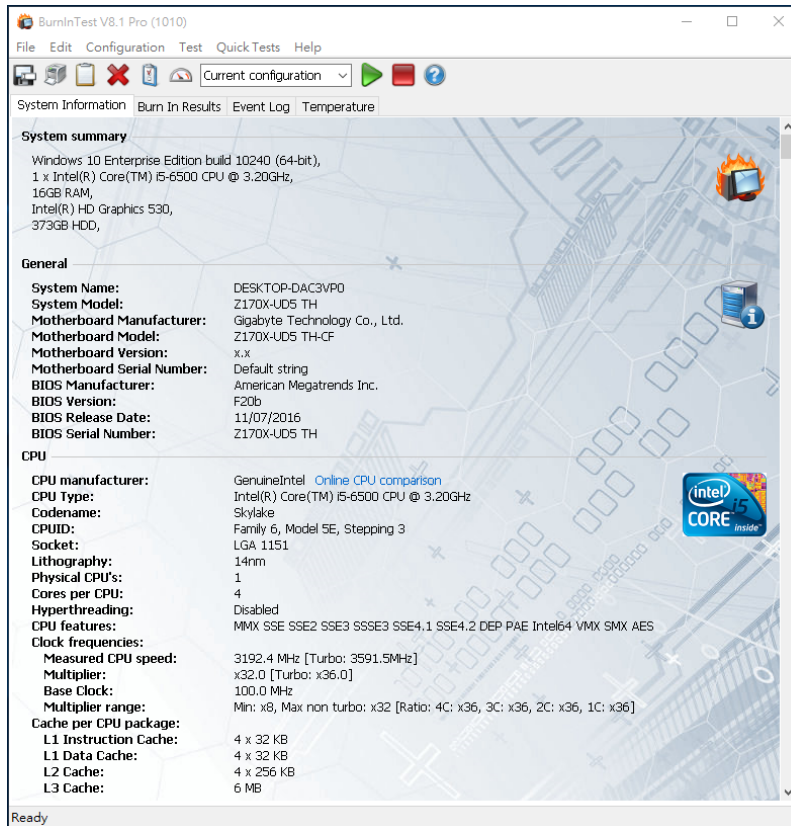 BurnInTest V8.1 Pro (1010)
File Edit Configuration Test Quick Tests Help
Current configuration
System Information Burn In Results Event Log Temperature
System summary
Windows 10 Enterprise Edition build 10240 (64-bit),
1 x Intel(R) Core(TM) i5-6500 CPU @ 3.20GHz,
16GB RAM,
Intel(R) HD Graphics 530,
373GB HDD,
General
System Name: DESKTOP-DAC3VP0
System Model: Z170X-UD5 TH
Motherboard Manufacturer: Gigabyte Technology Co., Ltd.
Motherboard Model: Z170X-UD5 TH-CF
Motherboard Version: x.x
Motherboard Serial Number: Default string
BIOS Manufacturer: American Megatrends Inc.
BIOS Version: F20b
BIOS Release Date: 11/07/2016
BIOS Serial Number: Z170X-UD5 TH
CPU
CPU manufacturer: GenuineIntel Online CPU comparison
CPU Type: Intel(R) Core(TM) i5-6500 CPU @ 3.20GHz
Codename: Skylake
CPUID: Family 6, Model 5E, Stepping 3
Socket: LGA 1151
Lithography: 14nm
Physical CPU's: 1
Cores per CPU: 4
Hyperthreading: Disabled
CPU features: MMX SSE SSE2 SSE3 SSSE3 SSE4.1 SSE4.2 DEP PAE Intel64 VMX SMX AES
Clock frequencies:
Measured CPU speed: 3192.4 MHz [Turbo: 3591.5MHz]
Multiplier: x32.0 [Turbo: x36.0]
Base Clock: 100.0 MHz
Multiplier range: Min: x8, Max non turbo: x32 [Ratio: 4C: x36, 3C: x36, 2C: x36, 1C: x36]
Cache per CPU package:
L1 Instruction Cache: 4 x 32 KB
L1 Data Cache: 4 x 32 KB
L2 Cache: 4 x 256 KB
L3 Cache: 6 MB
(intel)
CORE i5
inside™
Ready